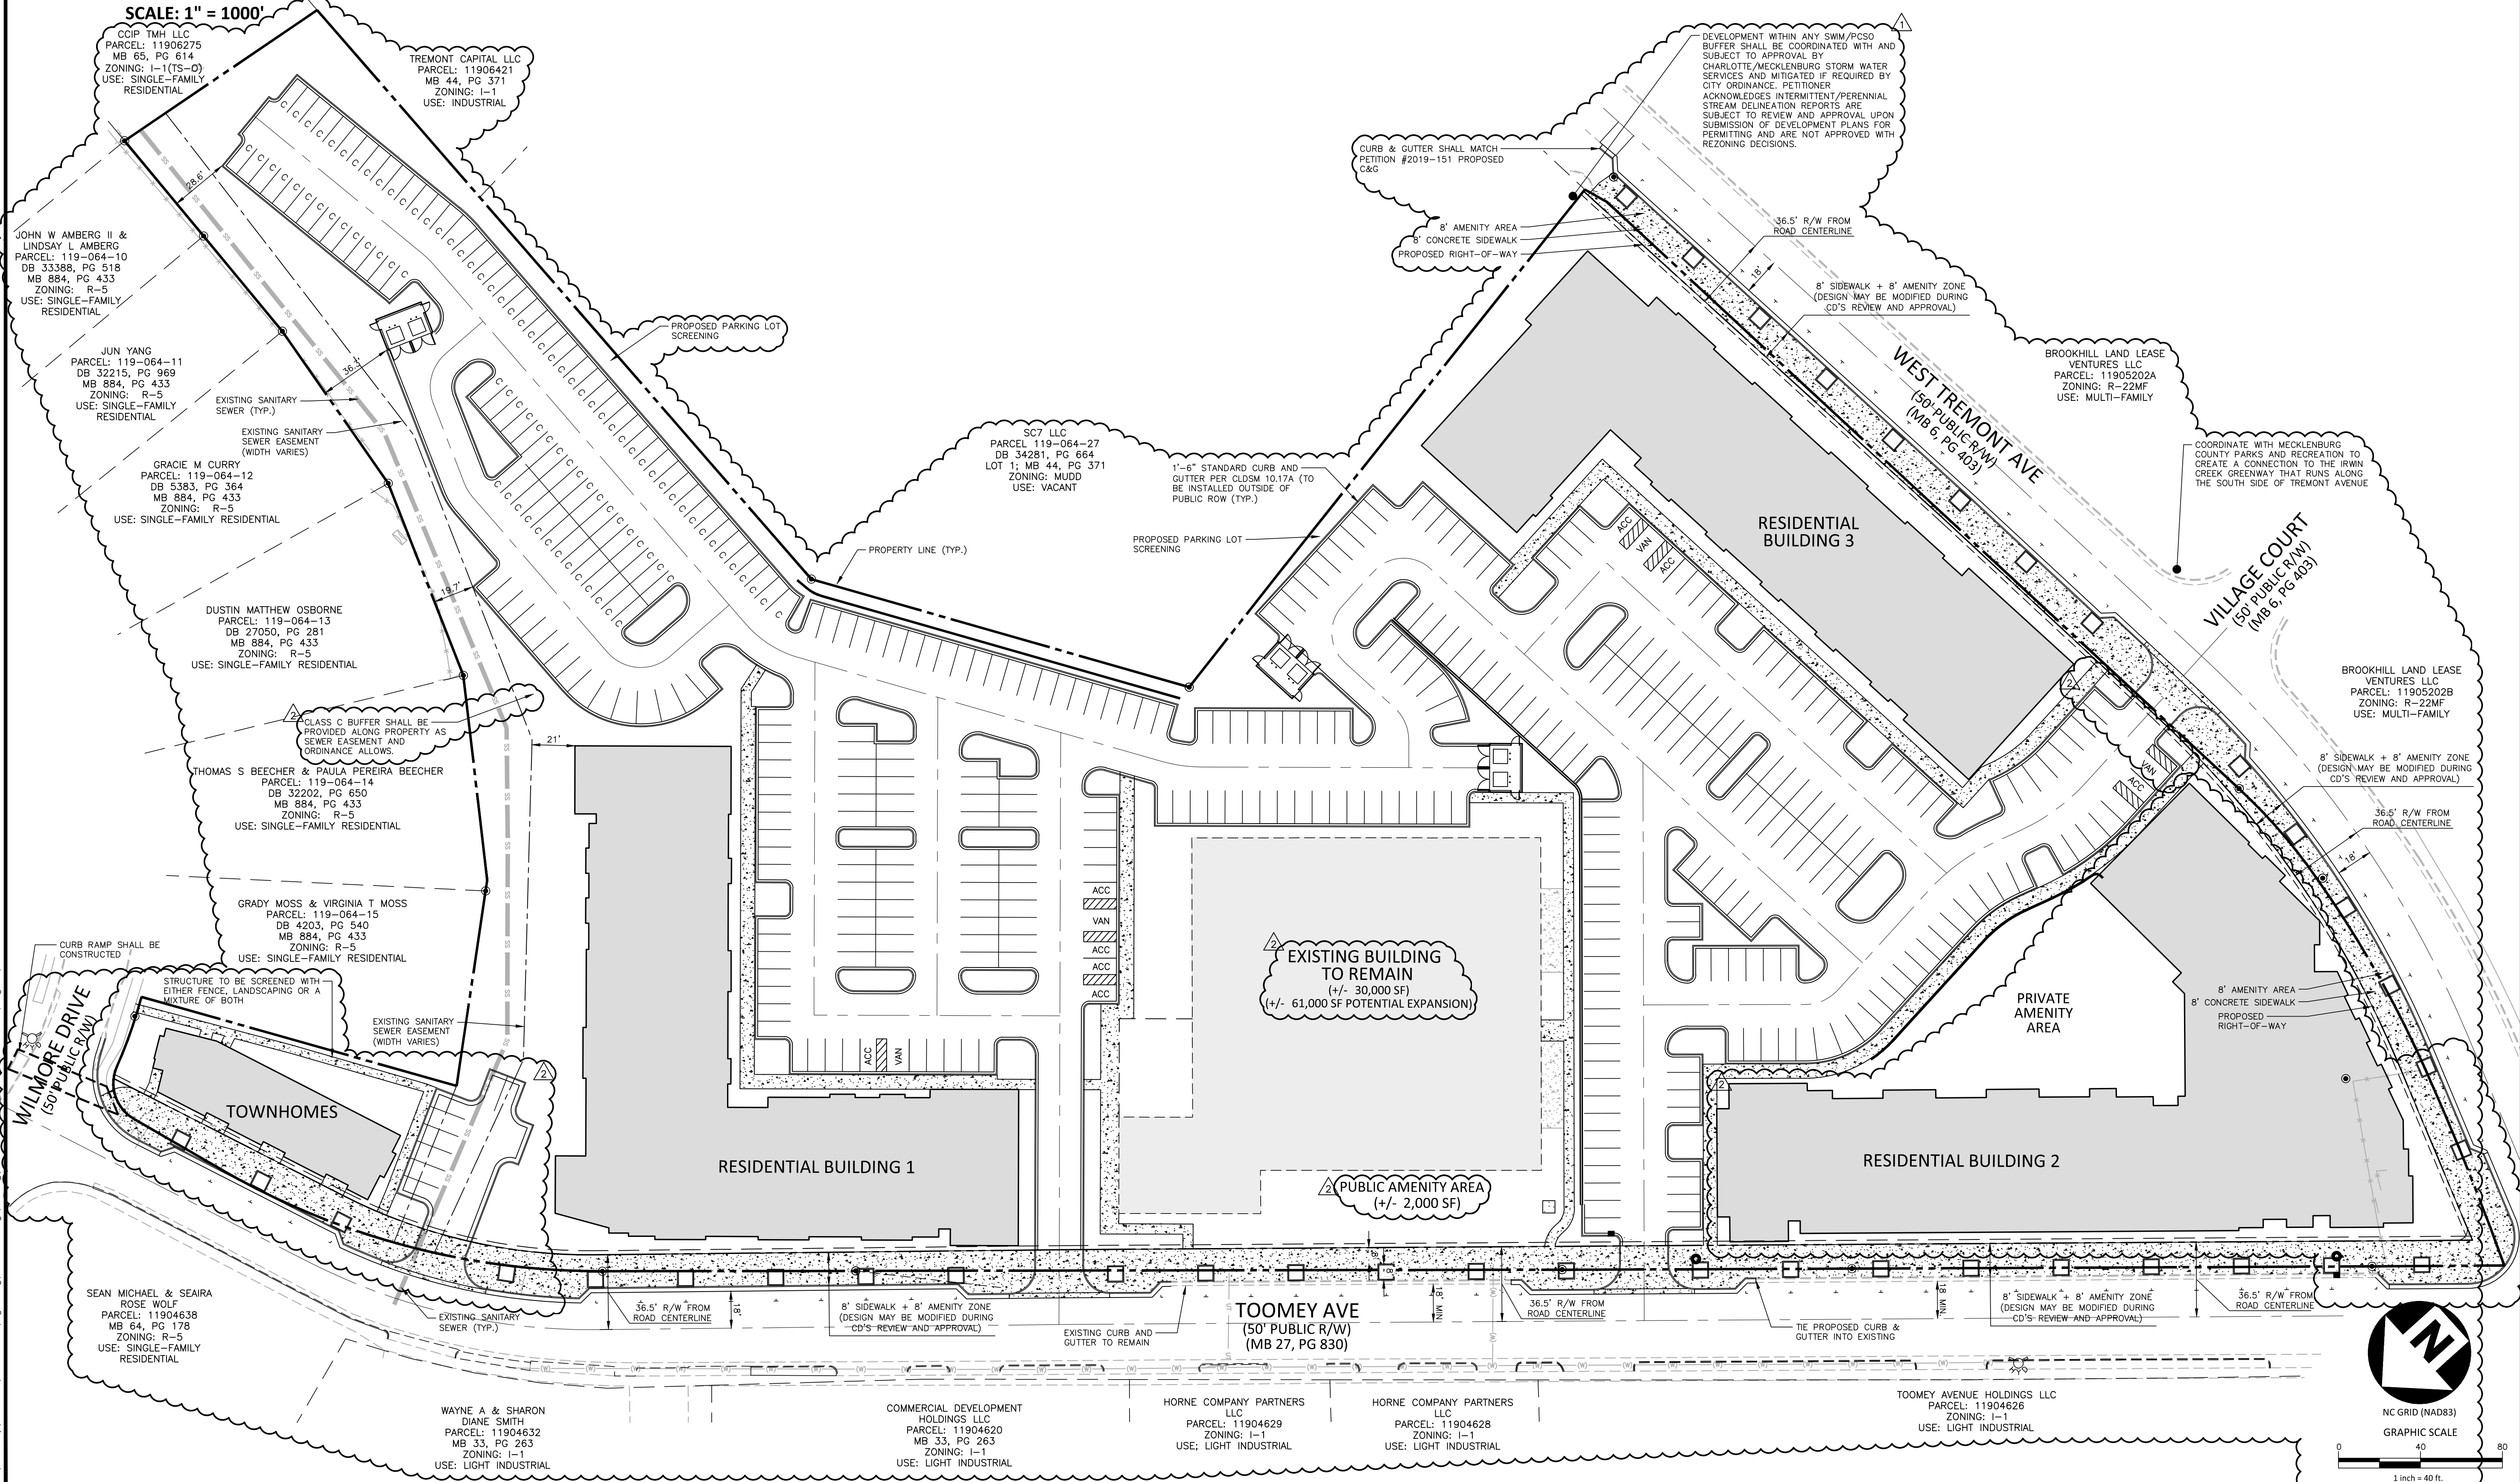 SCALE: 1" = 1000'
CCIP TMH LLC
PARCEL: 11906275
MB 65, PG 614
ZONING: I-1(TS-O)
USE: SINGLE-FAMILY
RESIDENTIAL
TREMONT CAPITAL LLC
PARCEL: 11906421
MB 44, PG 371
ZONING: I-1
USE: INDUSTRIAL
1
DEVELOPMENT WITHIN ANY SWIM/PCSO
BUFFER SHALL BE COORDINATED WITH AND
SUBJECT TO APPROVAL BY
CHARLOTTE/MECKLENBURG STORM WATER
SERVICES AND MITIGATED IF REQUIRED BY
CITY ORDINANCE. PETITIONER
ACKNOWLEDGES INTERMITTENT/PERENNIAL
STREAM DELINEATION REPORTS ARE
SUBJECT TO REVIEW AND APPROVAL UPON
SUBMISSION OF DEVELOPMENT PLANS FOR
PERMITTING AND ARE NOT APPROVED WITH
REZONING DECISIONS.
CURB & GUTTER SHALL MATCH
PETITION #2019-151 PROPOSED
C&G
8' AMENITY AREA
8' CONCRETE SIDEWALK
PROPOSED RIGHT-OF-WAY
36.5' R/W FROM
ROAD CENTERLINE
18'
8' SIDEWALK + 8' AMENITY ZONE
(DESIGN MAY BE MODIFIED DURING
CD'S REVIEW AND APPROVAL)
28.6'
JOHN W AMBERG II &
LINDSAY L AMBERG
PARCEL: 119-064-10
DB 33388, PG 518
MB 884, PG 433
ZONING: R-5
USE: SINGLE-FAMILY
RESIDENTIAL
PROPOSED PARKING LOT
SCREENING
JUN YANG
PARCEL: 119-064-11
DB 32215, PG 969
MB 884, PG 433
ZONING: R-5
USE: SINGLE-FAMILY
RESIDENTIAL
EXISTING SANITARY
SEWER (TYP.)
EXISTING SANITARY
SEWER EASEMENT
(WIDTH VARIES)
WEST TREMONT AVE
(50' PUBLIC R/W)
(MB 6, PG 403)
BROOKHILL LAND LEASE
VENTURES LLC
PARCEL: 11905202A
ZONING: R-22MF
USE: MULTI-FAMILY
GRACIE M CURRY
PARCEL: 119-064-12
DB 5383, PG 364
MB 884, PG 433
ZONING: R-5
USE: SINGLE-FAMILY RESIDENTIAL
SC7 LLC
PARCEL 119-064-27
DB 34281, PG 664
LOT 1; MB 44, PG 371
ZONING: MUDD
USE: VACANT
1'-6" STANDARD CURB AND
GUTTER PER CLDSM 10.17A (TO
BE INSTALLED OUTSIDE OF
PUBLIC ROW (TYP.)
COORDINATE WITH MECKLENBURG
COUNTY PARKS AND RECREATION TO
CREATE A CONNECTION TO THE IRWIN
CREEK GREENWAY THAT RUNS ALONG
THE SOUTH SIDE OF TREMONT AVENUE
PROPERTY LINE (TYP.)
PROPOSED PARKING LOT
SCREENING
RESIDENTIAL
BUILDING 3
ACC
VAN
ACC
VILLAGE COURT
(50' PUBLIC R/W)
(MB 6, PG 403)
19.7'
DUSTIN MATTHEW OSBORNE
PARCEL: 119-064-13
DB 27050, PG 281
MB 884, PG 433
ZONING: R-5
USE: SINGLE-FAMILY RESIDENTIAL
BROOKHILL LAND LEASE
VENTURES LLC
PARCEL: 11905202B
ZONING: R-22MF
USE: MULTI-FAMILY
2
CLASS C BUFFER SHALL BE
PROVIDED ALONG PROPERTY AS
SEWER EASEMENT AND
ORDINANCE ALLOWS.
21'
2
VAN
ACC
THOMAS S BEECHER & PAULA PEREIRA BEECHER
PARCEL: 119-064-14
DB 32202, PG 650
MB 884, PG 433
ZONING: R-5
USE: SINGLE-FAMILY RESIDENTIAL
8' SIDEWALK + 8' AMENITY ZONE
(DESIGN MAY BE MODIFIED DURING
CD'S REVIEW AND APPROVAL)
36.5' R/W FROM
ROAD CENTERLINE
18'
GRADY MOSS & VIRGINIA T MOSS
PARCEL: 119-064-15
DB 4203, PG 540
MB 884, PG 433
ZONING: R-5
USE: SINGLE-FAMILY RESIDENTIAL
ACC
VAN
ACC
ACC
ACC
2
EXISTING BUILDING
TO REMAIN
(+/- 30,000 SF)
(+/- 61,000 SF POTENTIAL EXPANSION)
PRIVATE
AMENITY
AREA
8' AMENITY AREA
8' CONCRETE SIDEWALK
PROPOSED
RIGHT-OF-WAY
CURB RAMP SHALL BE
CONSTRUCTED
STRUCTURE TO BE SCREENED WITH
EITHER FENCE, LANDSCAPING OR A
MIXTURE OF BOTH
EXISTING SANITARY
SEWER EASEMENT
(WIDTH VARIES)
WILMORE DRIVE
(50' PUBLIC R/W)
ACC
VAN
2
2
TOWNHOMES
RESIDENTIAL BUILDING 1
RESIDENTIAL BUILDING 2
2
PUBLIC AMENITY AREA
(+/- 2,000 SF)
8'
8'
SEAN MICHAEL & SEAIRA
ROSE WOLF
PARCEL: 11904638
MB 64, PG 178
ZONING: R-5
USE: SINGLE-FAMILY
RESIDENTIAL
EXISTING SANITARY
SEWER (TYP.)
36.5' R/W FROM
ROAD CENTERLINE
18'
8' SIDEWALK + 8' AMENITY ZONE
(DESIGN MAY BE MODIFIED DURING
CD'S REVIEW AND APPROVAL)
EXISTING CURB AND
GUTTER TO REMAIN
TOOMEY AVE
(50' PUBLIC R/W)
(MB 27, PG 830)
18' MIN.
36.5' R/W FROM
ROAD CENTERLINE
TIE PROPOSED CURB &
GUTTER INTO EXISTING
18' MIN.
8' SIDEWALK + 8' AMENITY ZONE
(DESIGN MAY BE MODIFIED DURING
CD'S REVIEW AND APPROVAL)
36.5' R/W FROM
ROAD CENTERLINE
WAYNE A & SHARON
DIANE SMITH
PARCEL: 11904632
MB 33, PG 263
ZONING: I-1
USE: LIGHT INDUSTRIAL
COMMERCIAL DEVELOPMENT
HOLDINGS LLC
PARCEL: 11904620
MB 33, PG 263
ZONING: I-1
USE: LIGHT INDUSTRIAL
HORNE COMPANY PARTNERS
LLC
PARCEL: 11904629
ZONING: I-1
USE; LIGHT INDUSTRIAL
HORNE COMPANY PARTNERS
LLC
PARCEL: 11904628
ZONING: I-1
USE: LIGHT INDUSTRIAL
TOOMEY AVENUE HOLDINGS LLC
PARCEL: 11904626
ZONING: I-1
USE: LIGHT INDUSTRIAL
N
NC GRID (NAD83)
GRAPHIC SCALE
0 40 80
1 inch = 40 ft.